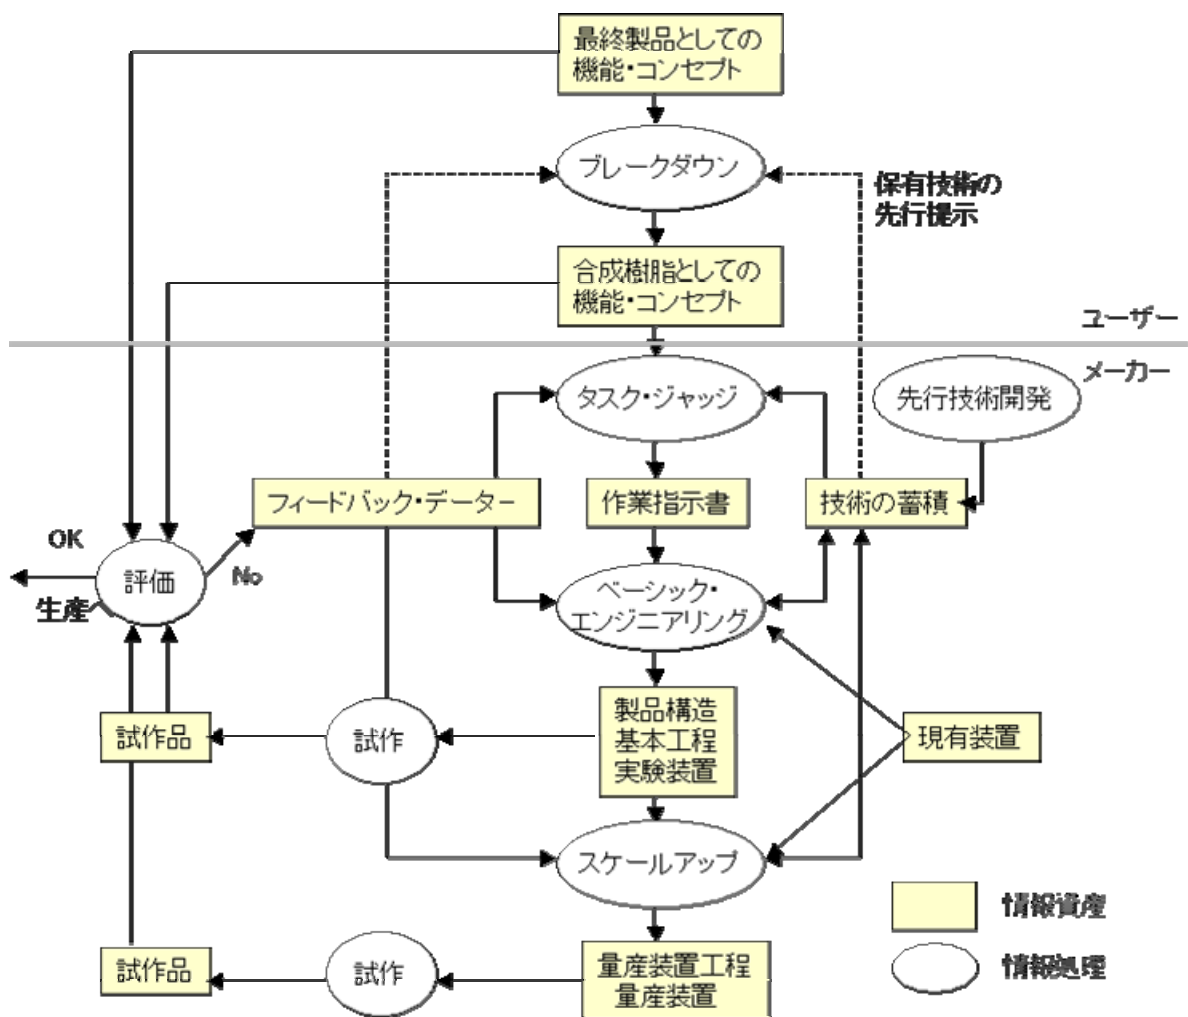 最終製品としての
機能・コンセプト
ブレークダウン
保有技術の
先行提示
合成樹脂としての
機能・コンセプト
ユーザー
メーカー
タスク・ジャッジ
先行技術開発
フィードバック・データー
作業指示書
技術の蓄積
OK
評価
No
生産
ベーシック・
エンジニアリング
試作品
試作
製品構造
基本工程
実験装置
現有装置
スケールアップ
情報資産
試作品
試作
量産装置工程
量産装置
情報処理